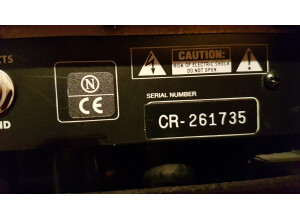 CAUTION:
RISK OF ELECTRIC SHOCK
DO NOT OPEN
N
CE
SERIAL NUMBER
CR-261735